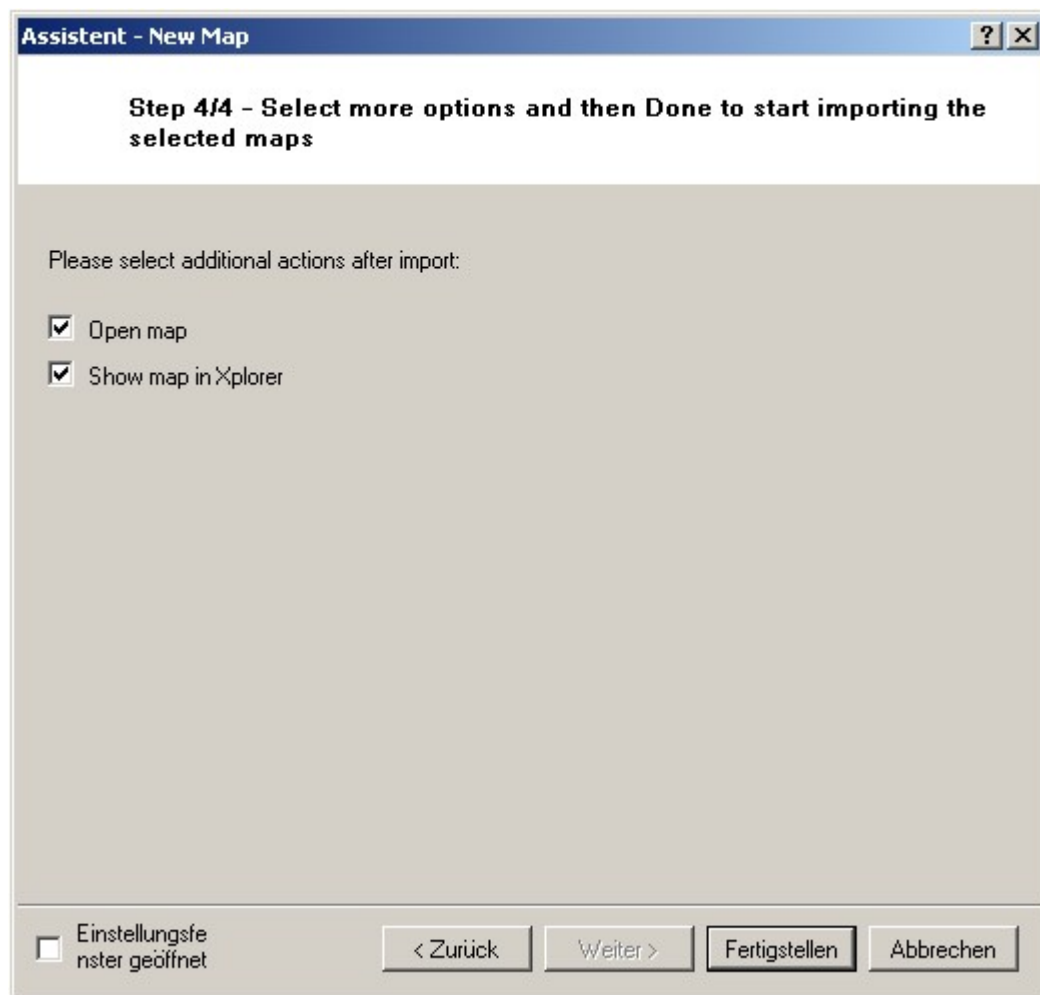 Assistent - New Map
Step 4/4 - Select more options and then Done to start importing the
selected maps
Please select additional actions after import:
Open map
Show map in Xplorer
Einstellungsfe
nster geöffnet
< Zurück
Weiter >
Fertigstellen
Abbrechen